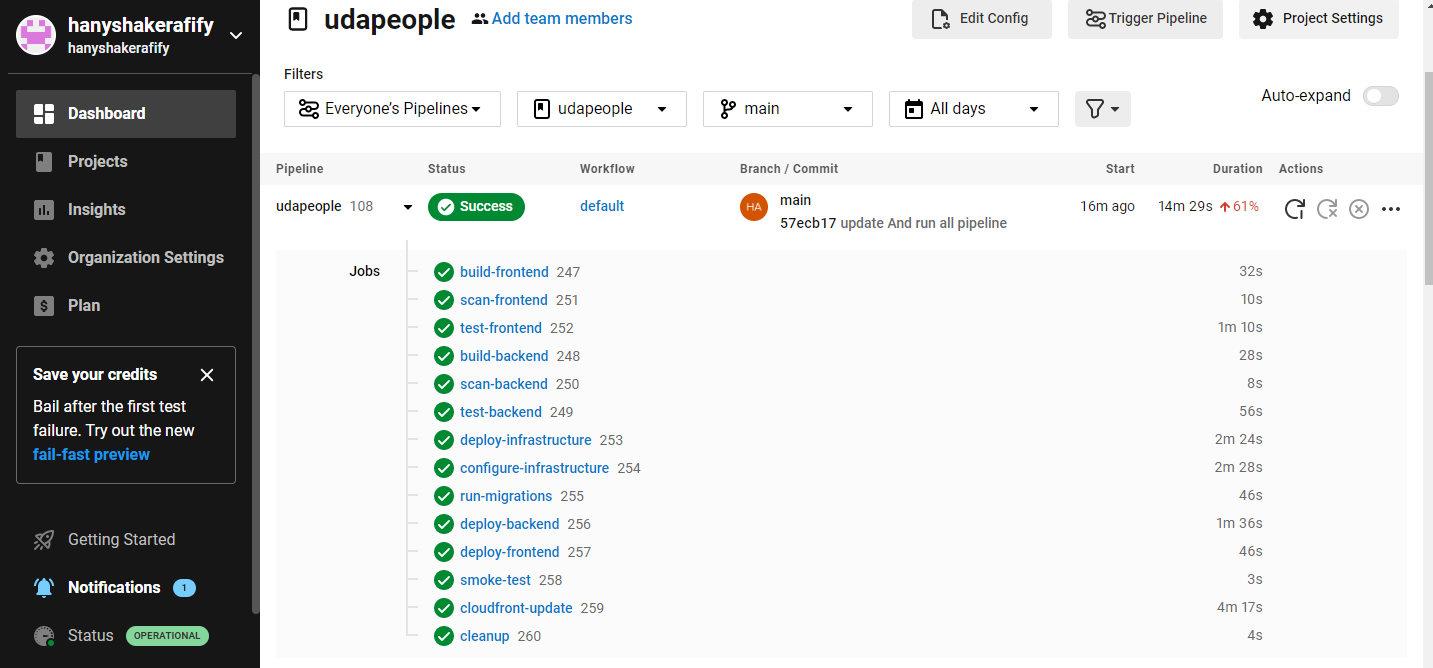 hanyshakerafify
hanyshakerafify
Dashboard
Projects
Insights
Organization Settings
Plan
Save your credits
Bail after the first test
failure. Try out the new
fail-fast preview
Getting Started
Notifications 1
Status OPERATIONAL
udapeople Add team members
Edit Config
Trigger Pipeline
Project Settings
Filters
Everyone's Pipelines
udapeople
main
All days
Auto-expand
Pipeline Status Workflow Branch / Commit Start Duration Actions
udapeople 108 Success default HA main 16m ago 14m 29s 61%
57ecb17 update And run all pipeline
Jobs
build-frontend 247 32s
scan-frontend 251 10s
test-frontend 252 1m 10s
build-backend 248 28s
scan-backend 250 8s
test-backend 249 56s
deploy-infrastructure 253 2m 24s
configure-infrastructure 254 2m 28s
run-migrations 255 46s
deploy-backend 256 1m 36s
deploy-frontend 257 46s
smoke-test 258 3s
cloudfront-update 259 4m 17s
cleanup 260 4s